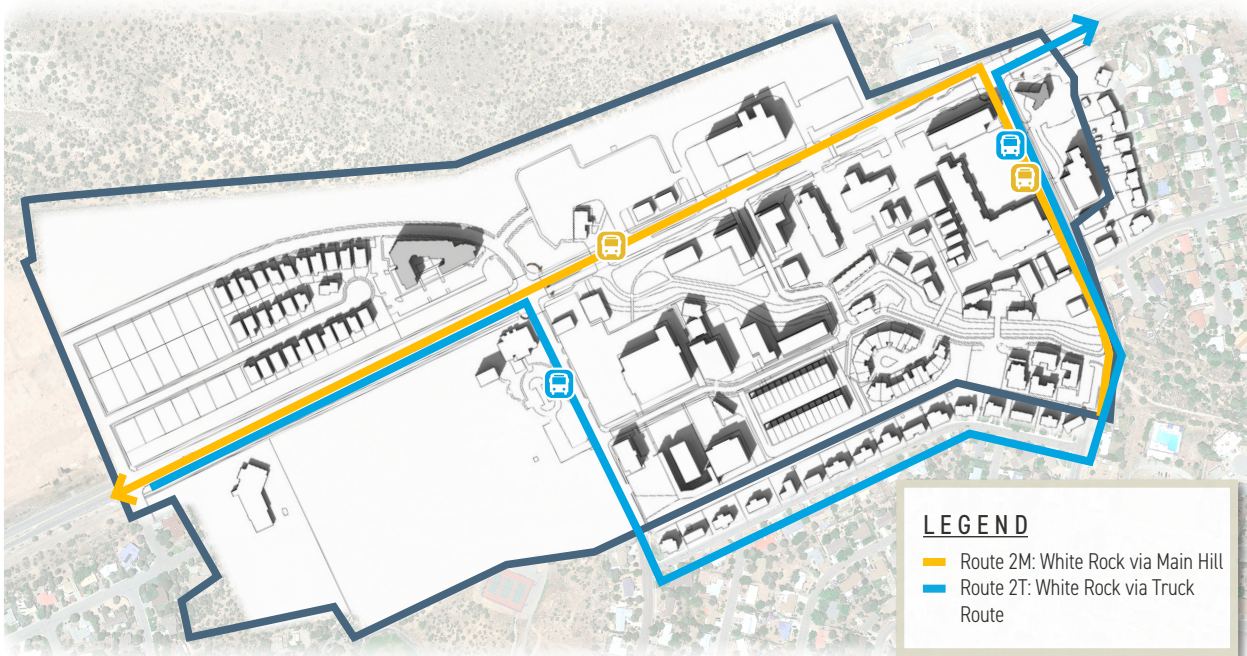 LEGEND
Route 2M: White Rock via Main Hill
Route 2T: White Rock via Truck
Route